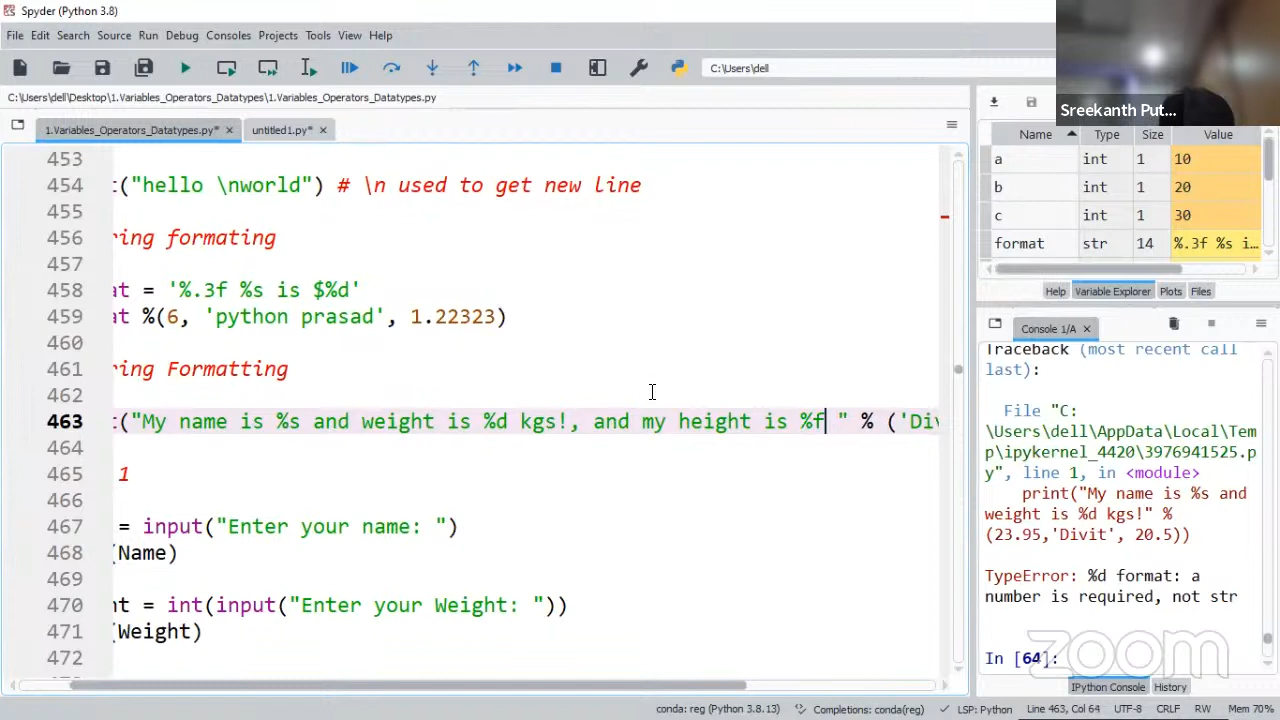 Spyder (Python 3.8)
File Edit Search Source Run Debug Consoles Projects Tools View Help
C:\Users\dell
Sreekanth Put...
C:\Users\dell\Desktop\1.Variables_Operators_Datatypes\1.Variables_Operators_Datatypes.py
1.Variables_Operators_Datatypes.py* untitled1.py*
453
454 t("hello \nworld") # \n used to get new line
455
456 ring formating
457
458 at = '%.3f %s is $%d'
459 at %(6, 'python prasad', 1.22323)
460
461 ring Formatting
462
463 t("My name is %s and weight is %d kgs!, and my height is %f " % ('Div
464
465 1
466
467 = input("Enter your name: ")
468 (Name)
469
470 nt = int(input("Enter your Weight: "))
471 (Weight)
472
Name Type Size Value
a int 1 10
b int 1 20
c int 1 30
format str 14 %.3f %s i...
Help Variable Explorer Plots Files
Console 1/A
Traceback (most recent call
last):
File "C:
\Users\dell\AppData\Local\Tem
p\ipykernel_4420\3976941525.p
y", line 1, in <module>
print("My name is %s and
weight is %d kgs!" %
(23.95,'Divit', 20.5))
TypeError: %d format: a
number is required, not str
In [64]:
zoom
IPython Console History
conda: reg (Python 3.8.13) Completions: conda(reg) LSP: Python Line 463, Col 64 UTF-8 CRLF RW Mem 70%